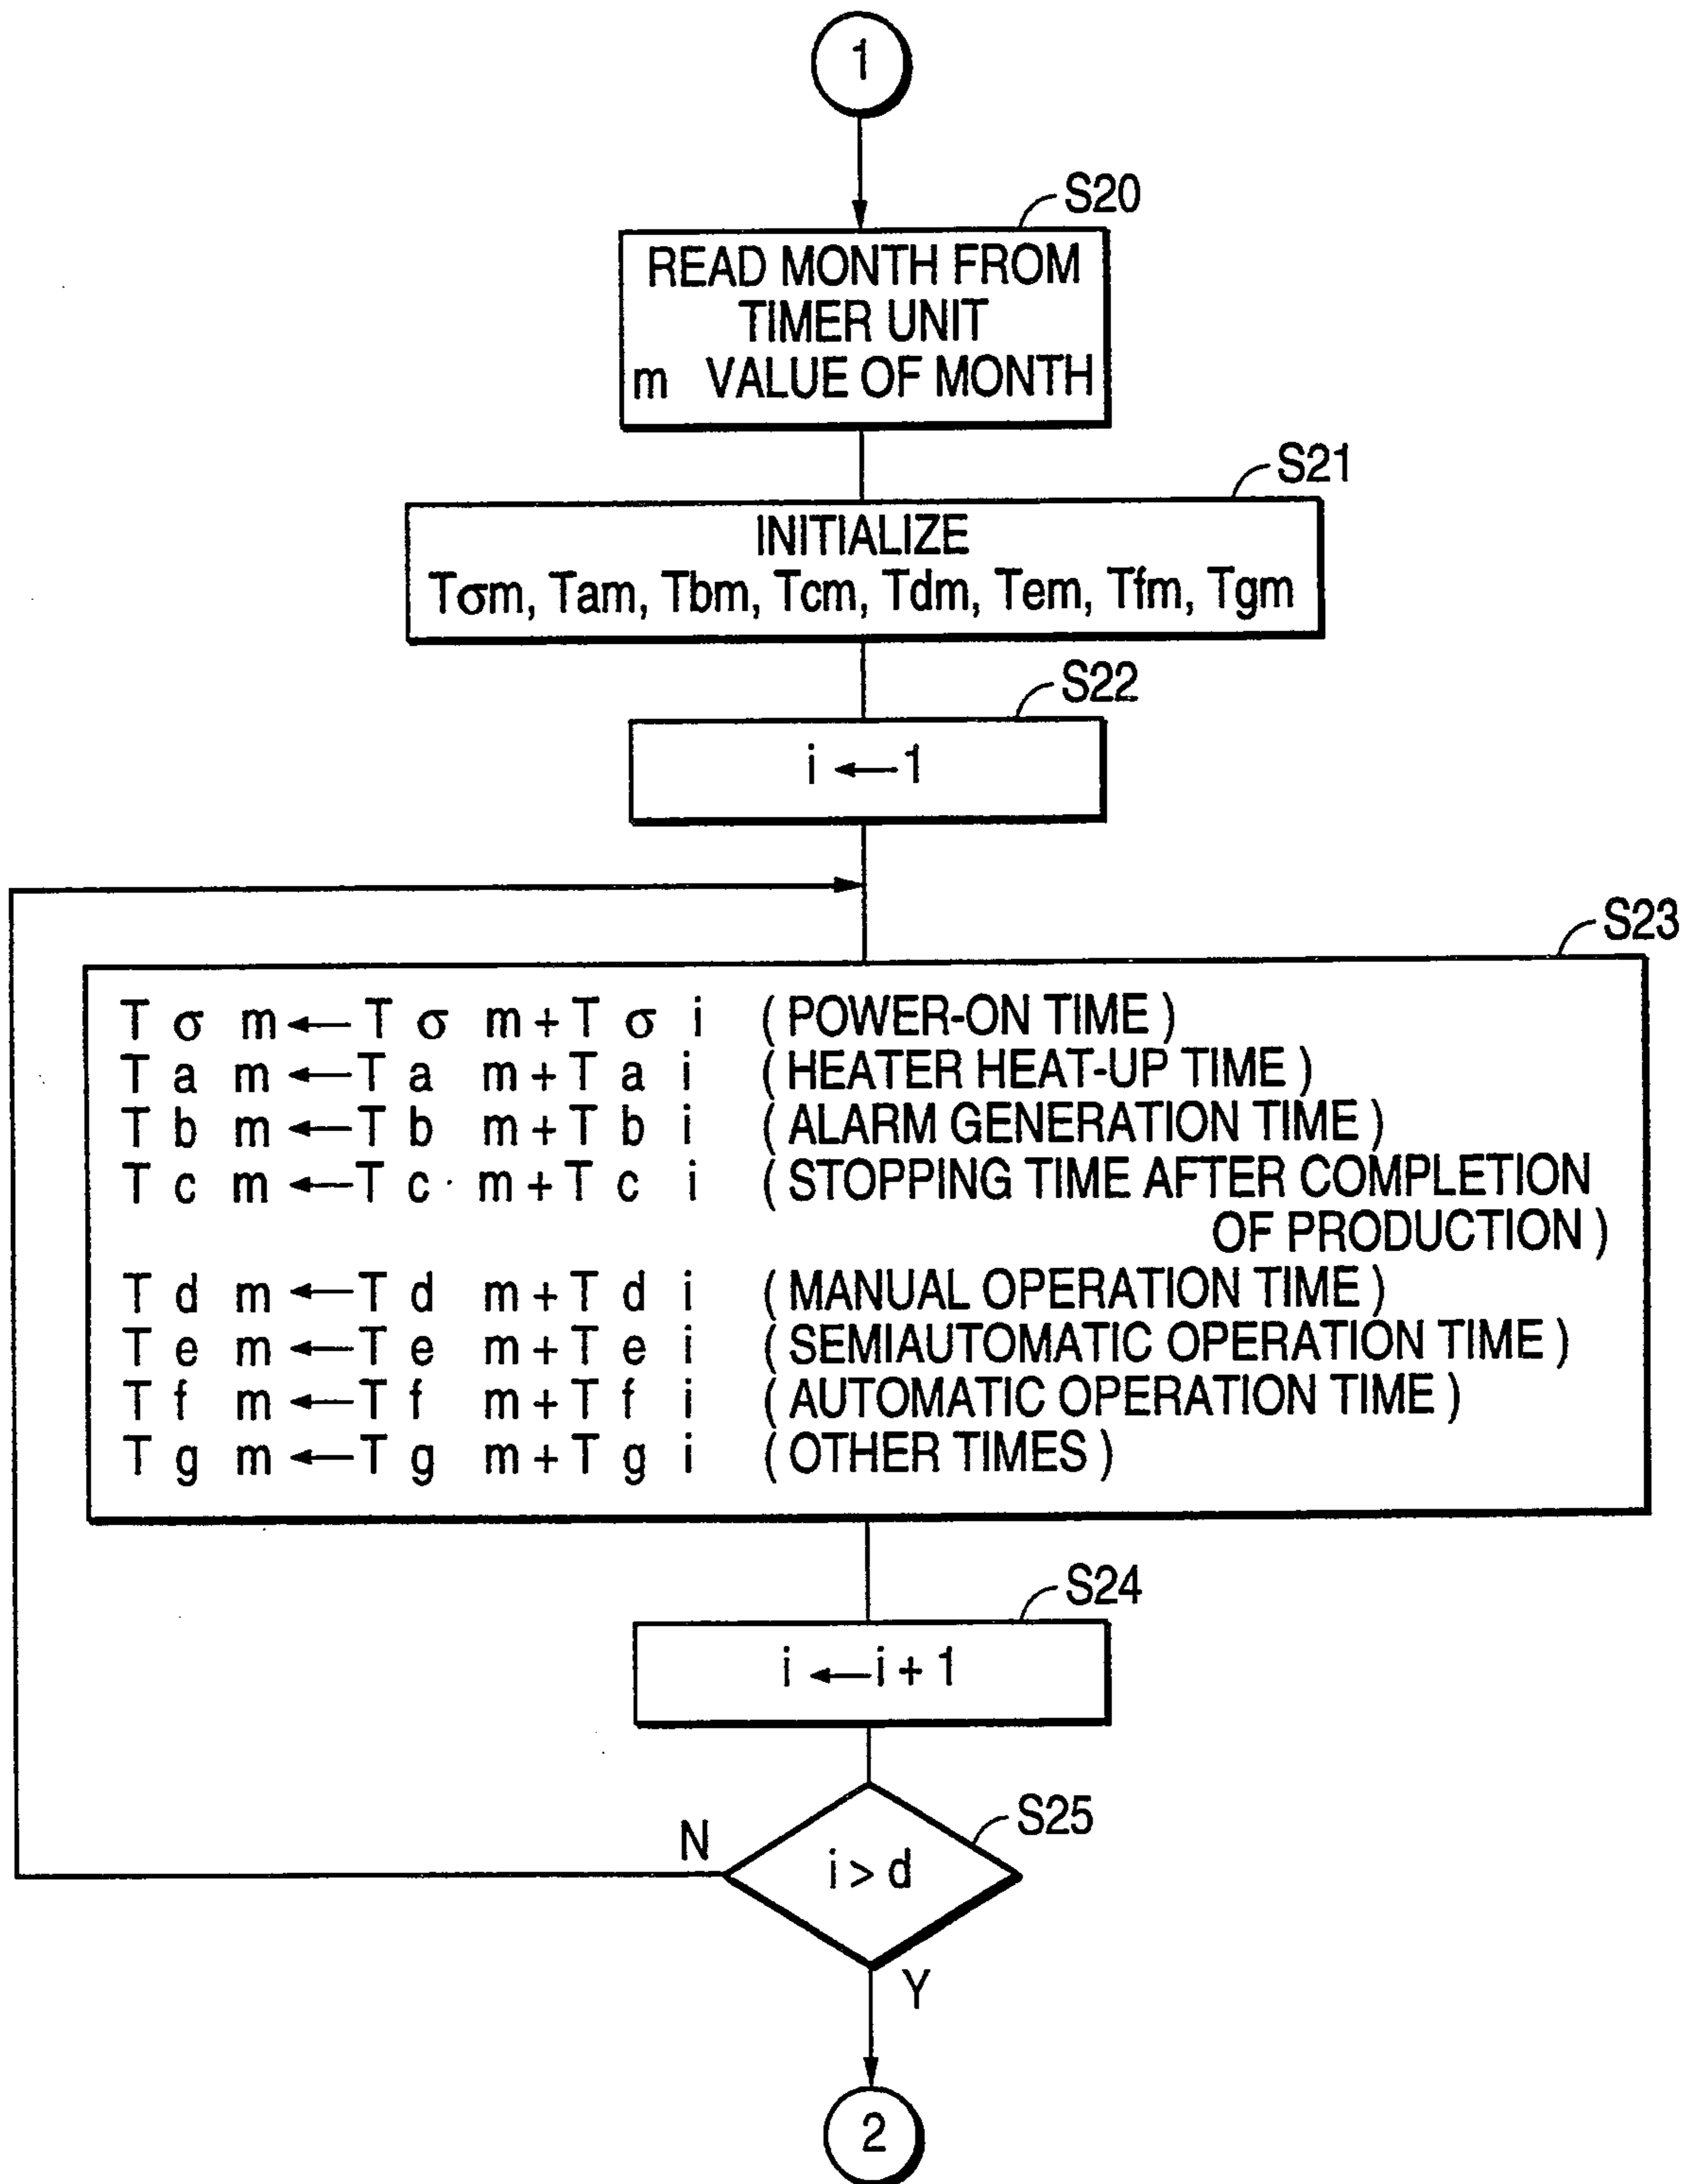 1
S20
READ MONTH FROM
TIMER UNIT
m VALUE OF MONTH
S21
INITIALIZE
Tσm, Tam, Tbm, Tcm, Tdm, Tem, Tfm, Tgm
S22
i ← 1
S23
T σ m ← T σ m + T σ i ( POWER-ON TIME )
T a m ← T a m + T a i ( HEATER HEAT-UP TIME )
T b m ← T b m + T b i ( ALARM GENERATION TIME )
T c m ← T c m + T c i ( STOPPING TIME AFTER COMPLETION
OF PRODUCTION )
T d m ← T d m + T d i ( MANUAL OPERATION TIME )
T e m ← T e m + T e i ( SEMIAUTOMATIC OPERATION TIME )
T f m ← T f m + T f i ( AUTOMATIC OPERATION TIME )
T g m ← T g m + T g i ( OTHER TIMES )
S24
i ← i + 1
S25
N
i > d
Y
2